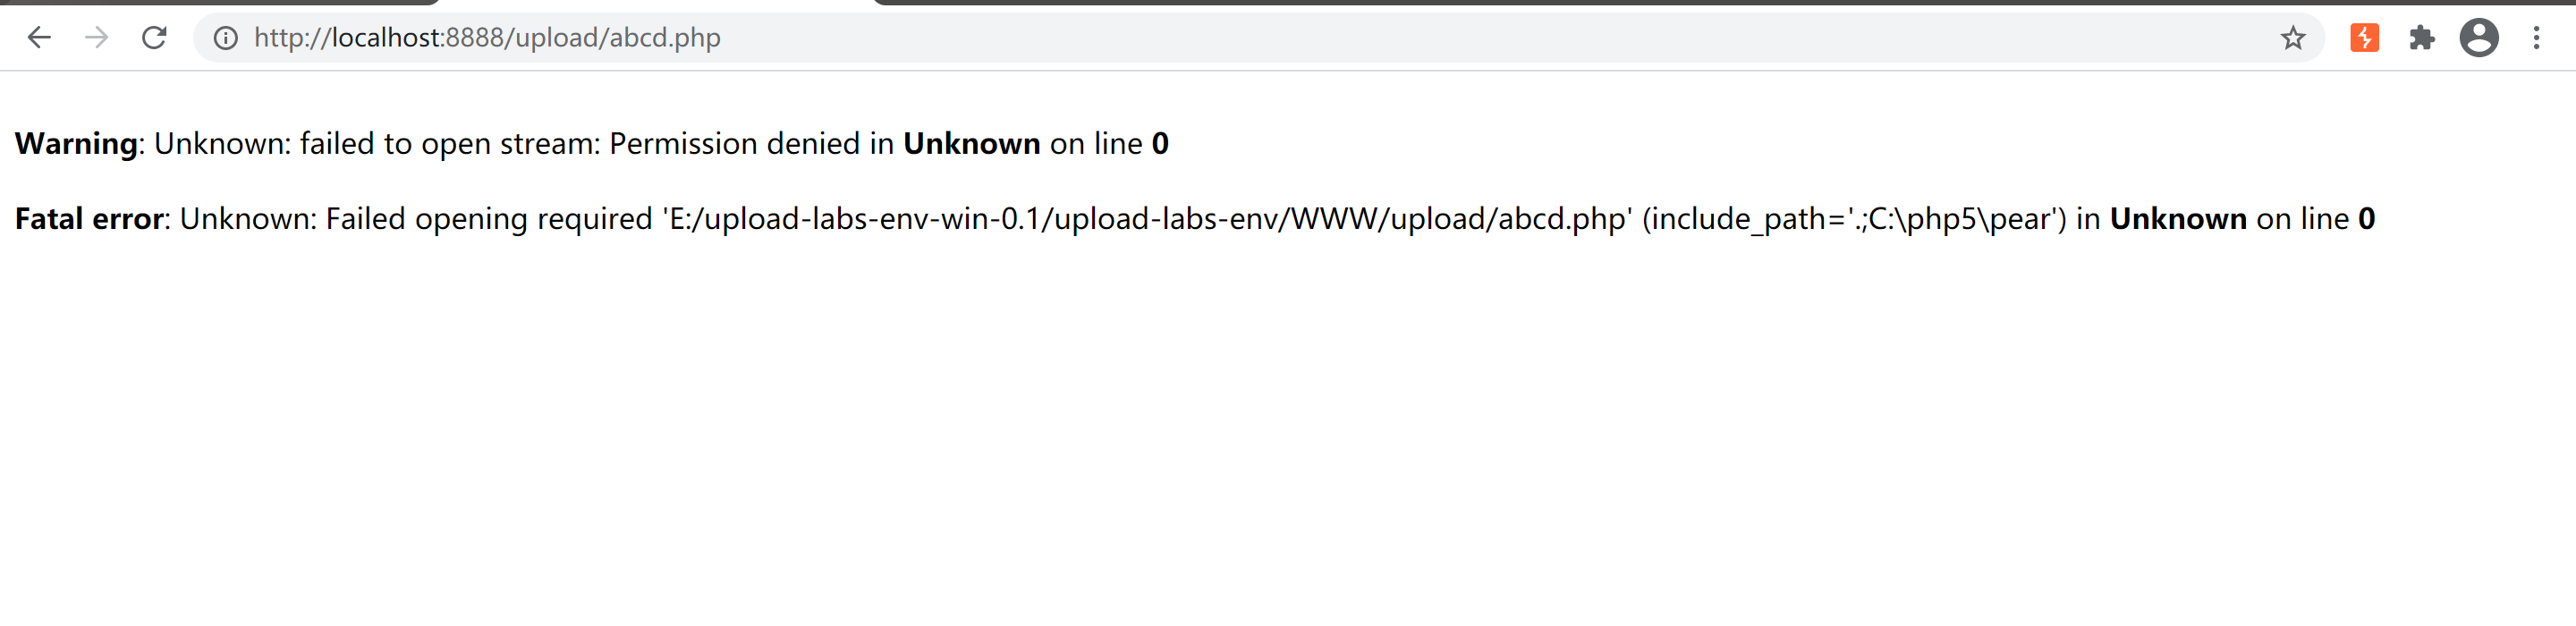 http://localhost:8888/upload/abcd.php
Warning: Unknown: failed to open stream: Permission denied in Unknown on line 0
Fatal error: Unknown: Failed opening required 'E:/upload-labs-env-win-0.1/upload-labs-env/WWW/upload/abcd.php' (include_path='.;C:\php5\pear') in Unknown on line 0